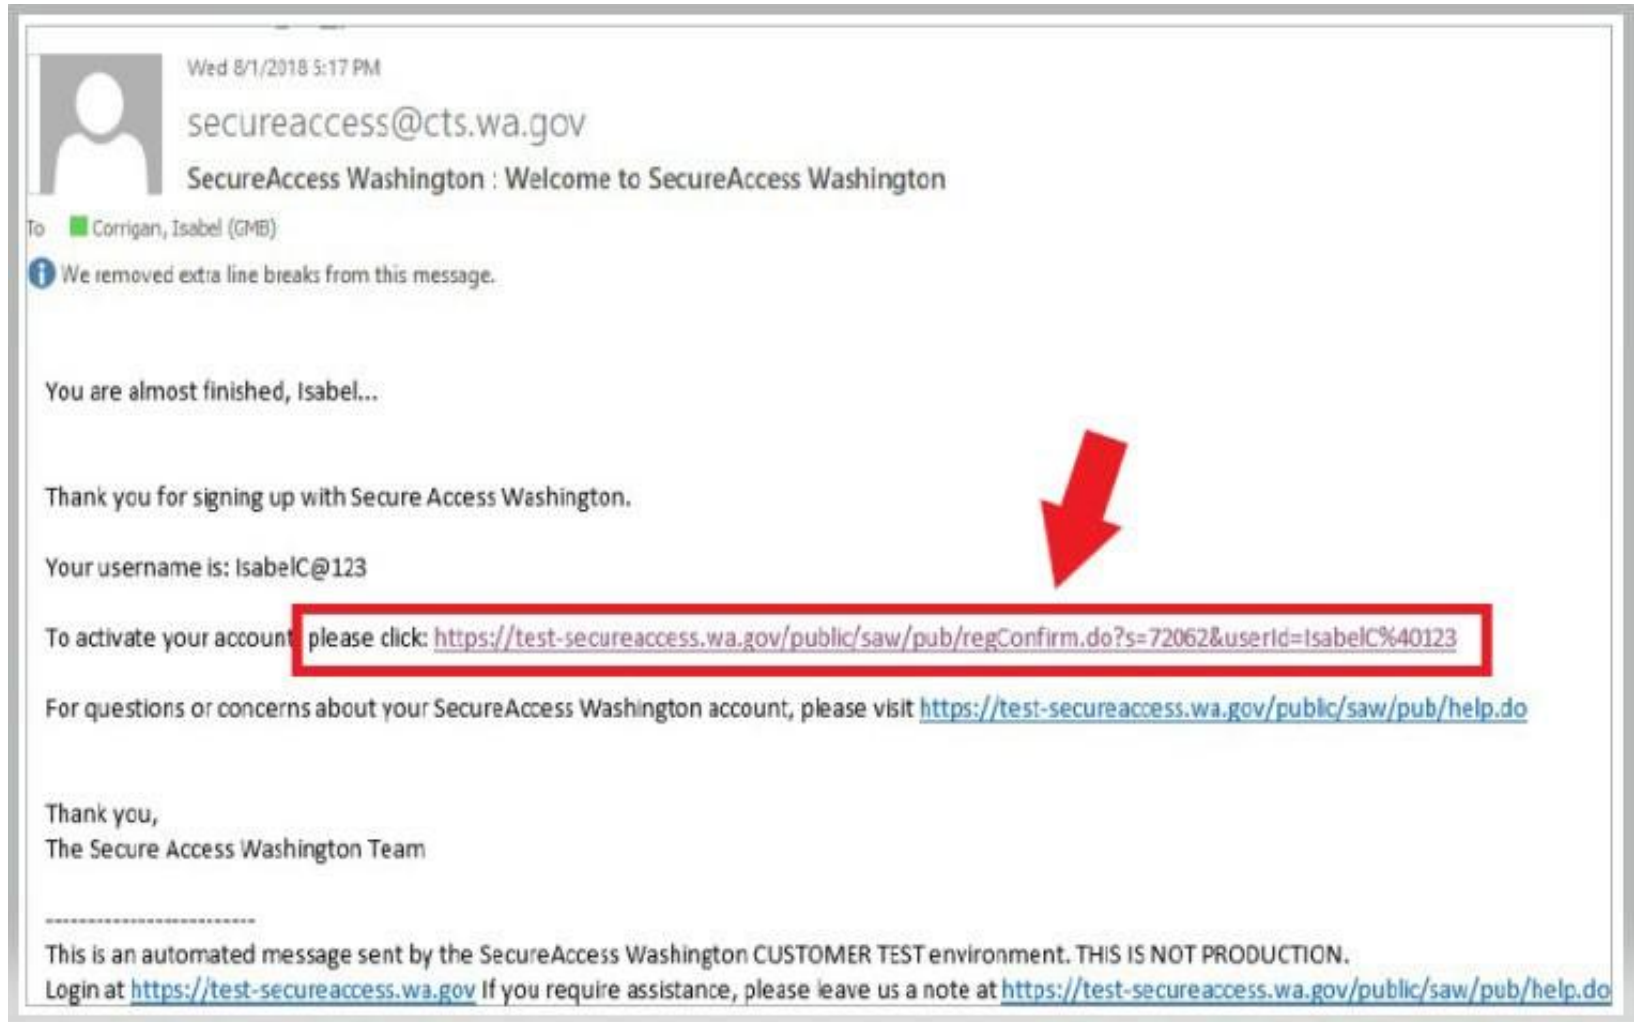 Wed 8/1/2018 5:17 PM
secureaccess@cts.wa.gov
SecureAccess Washington : Welcome to SecureAccess Washington
To Corrigan, Isabel (GMB)
We removed extra line breaks from this message.
You are almost finished, Isabel...
Thank you for signing up with Secure Access Washington.
Your username is: IsabelC@123
To activate your account please click: https://test-secureaccess.wa.gov/public/saw/pub/regConfirm.do?s=72062&userId=IsabelC%40123
For questions or concerns about your SecureAccess Washington account, please visit https://test-secureaccess.wa.gov/public/saw/pub/help.do
Thank you,
The Secure Access Washington Team
--------------------------
This is an automated message sent by the SecureAccess Washington CUSTOMER TEST environment. THIS IS NOT PRODUCTION.
Login at https://test-secureaccess.wa.gov If you require assistance, please leave us a note at https://test-secureaccess.wa.gov/public/saw/pub/help.do